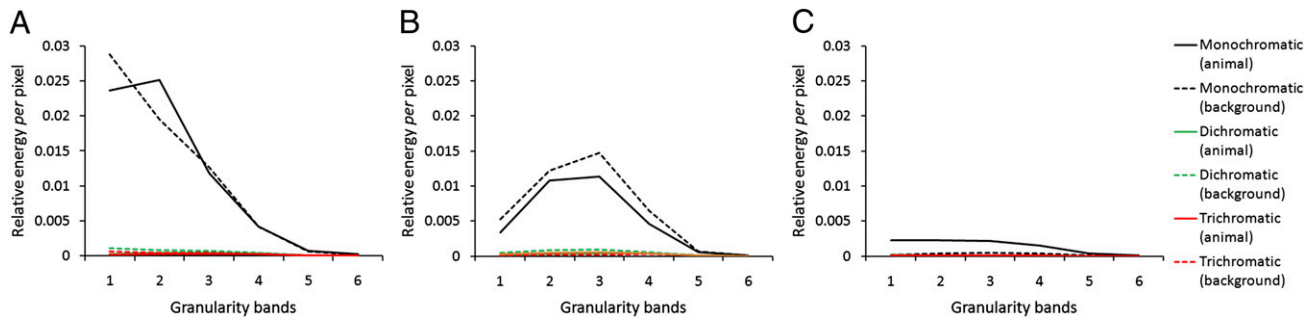 A
Relative energy per pixel
0.03
0.025
0.02
0.015
0.01
0.005
0
1 2 3 4 5 6
Granularity bands
B
Relative energy per pixel
0.03
0.025
0.02
0.015
0.01
0.005
0
1 2 3 4 5 6
Granularity bands
C
Relative energy per pixel
0.03
0.025
0.02
0.015
0.01
0.005
0
1 2 3 4 5 6
Granularity bands
Monochromatic
(animal)
Monochromatic
(background)
Dichromatic
(animal)
Dichromatic
(background)
Trichromatic
(animal)
Trichromatic
(background)